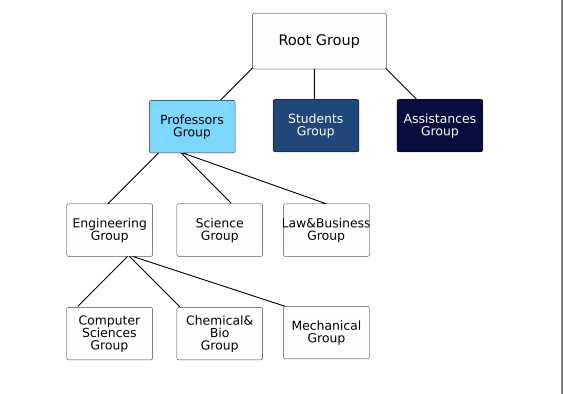 Root Group
Professors
Group
Students
Group
Assistances
Group
Engineering
Group
Science
Group
Law&Business
Group
Computer
Sciences
Group
Chemical&
Bio
Group
Mechanical
Group